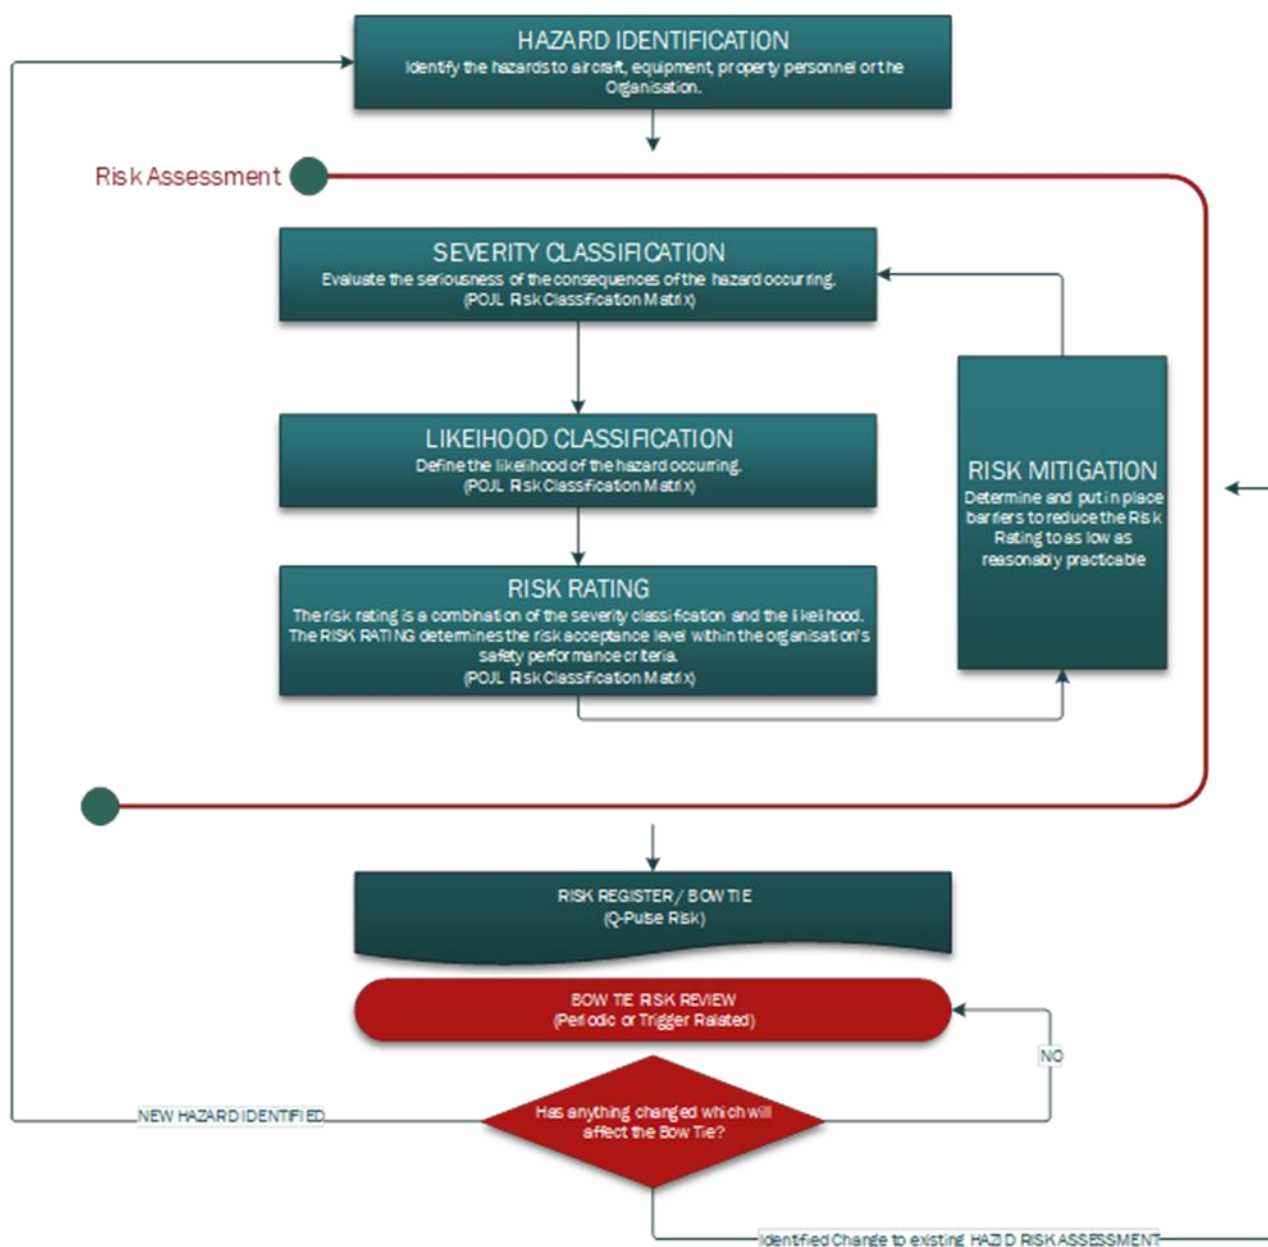 HAZARD IDENTIFICATION
Identify the hazards to aircraft, equipment, property personnel or the
Organisation.
Risk Assessment
SEVERITY CLASSIFICATION
Evaluate the seriousness of the consequences of the hazard occurring.
(POJL Risk Classification Matrix)
LIKEIHOOD CLASSIFICATION
Define the likelihood of the hazard occurring.
(POJL Risk Classification Matrix)
RISK MITIGATION
Determine and put in place
barriers to reduce the Risk
Rating to as low as
reasonably practicable
RISK RATING
The risk rating is a combination of the severity classification and the likelihood.
The RISK RATING determines the risk acceptance level within the organisation's
safety performance criteria.
(POJL Risk Classification Matrix)
RISK REGISTER / BOW TIE
(Q-Pulse Risk)
BOW TIE RISK REVIEW
(Periodic or Trigger Ralated)
NO
Has anything changed which will
affect the Bow Tie?
NEW HAZARD IDENTIFIED
Identified Change to existing HAZID RISK ASSESSMENT